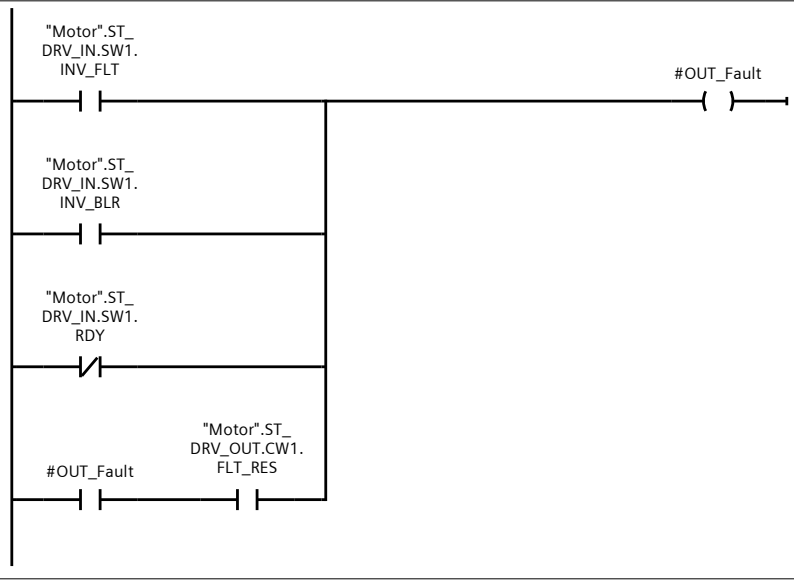 "Motor".ST_
DRV_IN.SW1.
INV_FLT
#OUT_Fault
"Motor".ST_
DRV_IN.SW1.
INV_BLR
"Motor".ST_
DRV_IN.SW1.
RDY
"Motor".ST_
DRV_OUT.CW1.
FLT_RES
#OUT_Fault